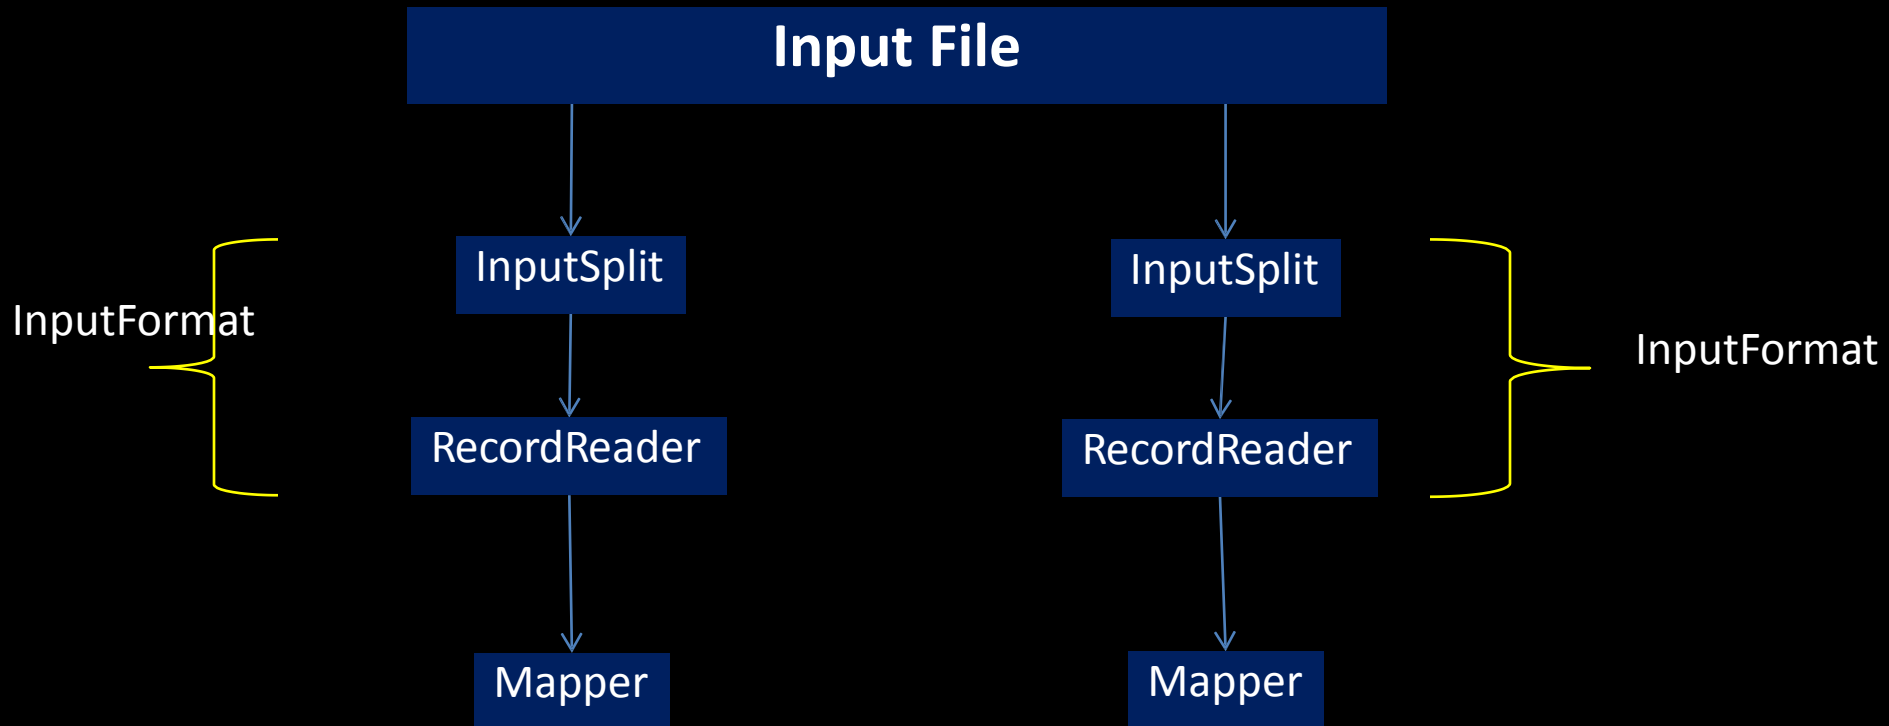 Input File
InputSplit
InputSplit
InputFormat
InputFormat
RecordReader
RecordReader
Mapper
Mapper